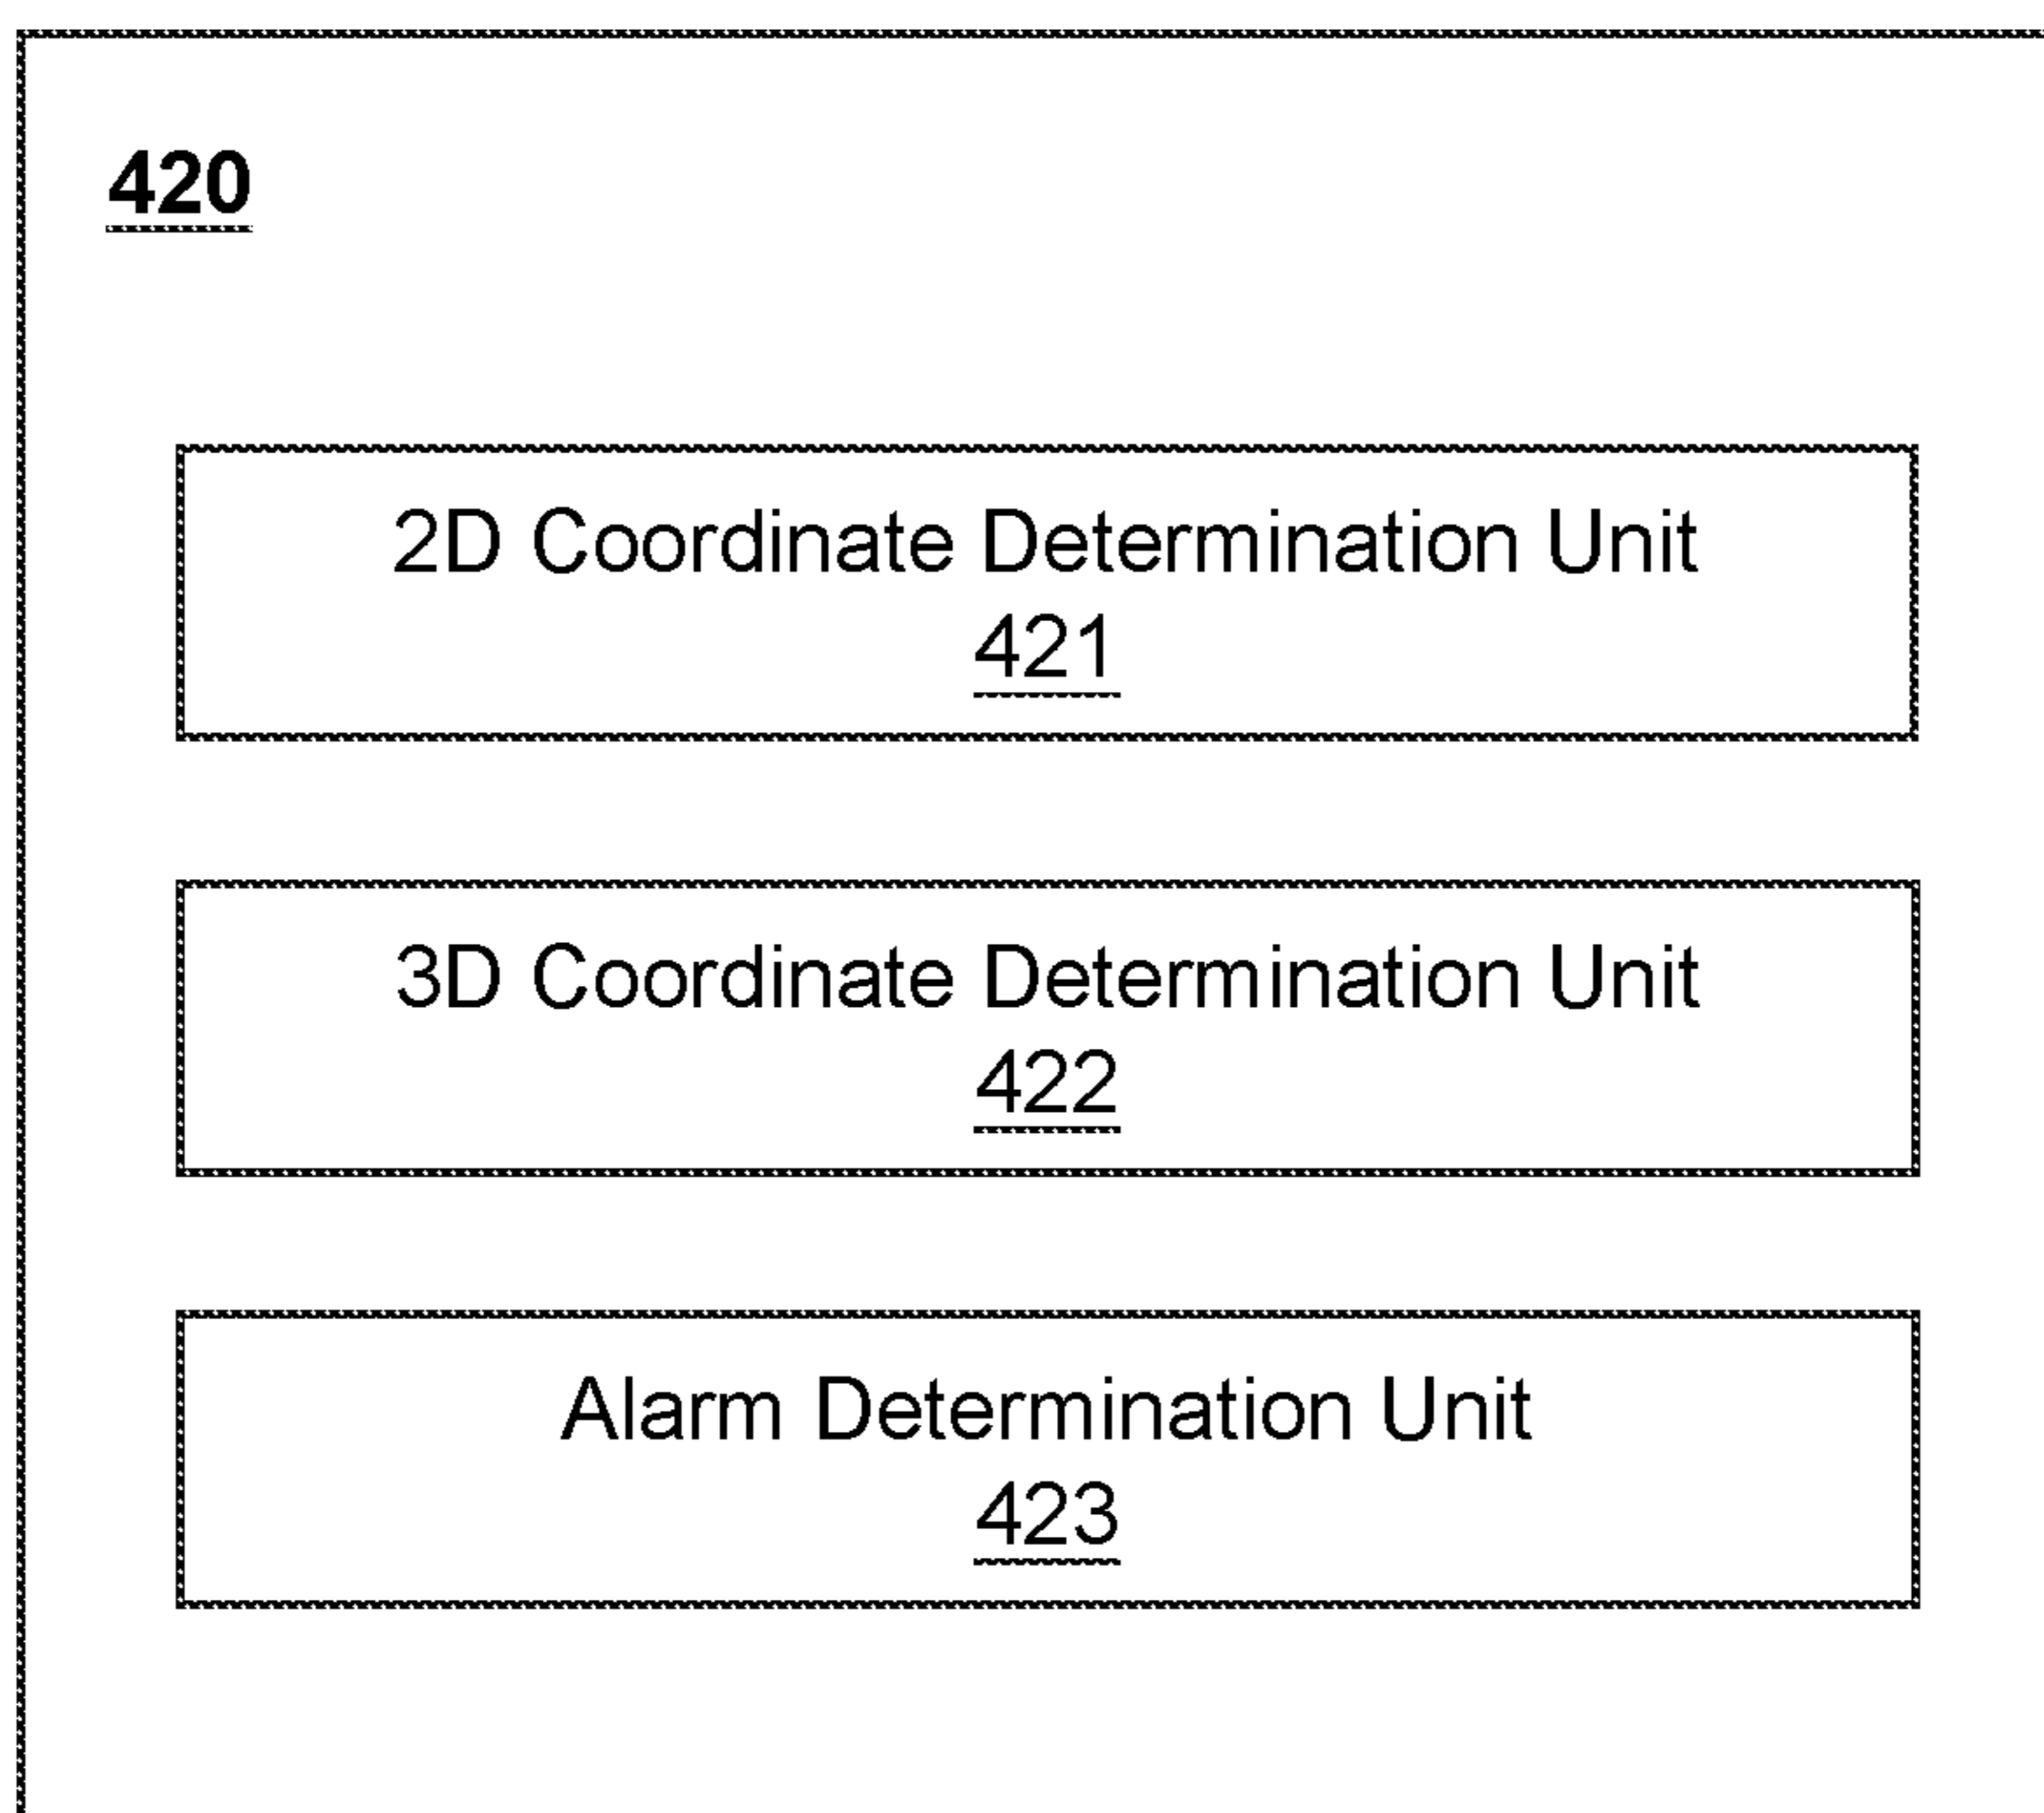 420
2D Coordinate Determination Unit
421
3D Coordinate Determination Unit
422
Alarm Determination Unit
423